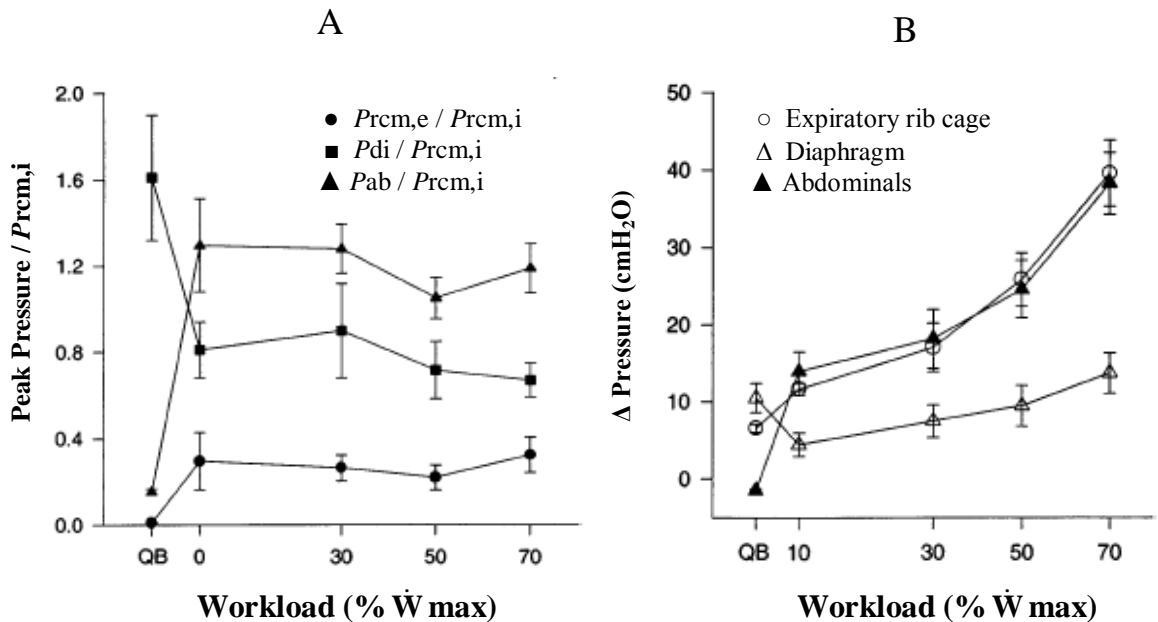 A
2.0
1.6
1.2
0.8
0.4
0.0
Peak Pressure / Prcm,i
Prcm,e / Prcm,i
Pdi / Prcm,i
Pab / Prcm,i
QB 0 30 50 70
Workload (% Ẇ max)
B
50
40
30
20
10
0
Δ Pressure (cmH₂O)
Expiratory rib cage
Diaphragm
Abdominals
QB 10 30 50 70
Workload (% Ẇ max)